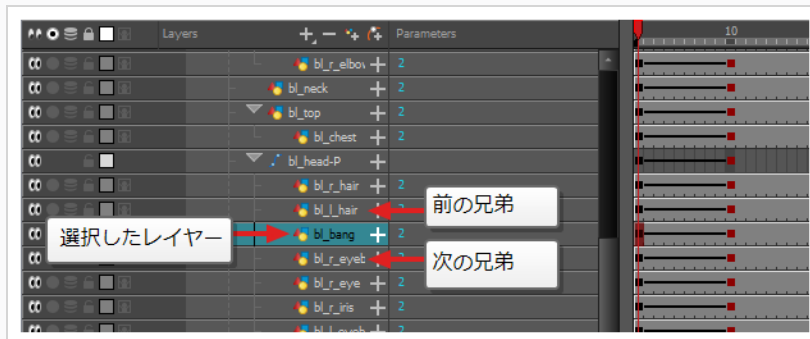 Layers Parameters 10
bl_r_elbov 2
bl_neck 2
bl_top 2
bl_chest 2
bl_head-P
bl_r_hair 2
bl_l_hair 2 前の兄弟
選択したレイヤー bl_bang 2
bl_r_eyeb 次の兄弟
bl_r_eye 2
bl_r_iris 2